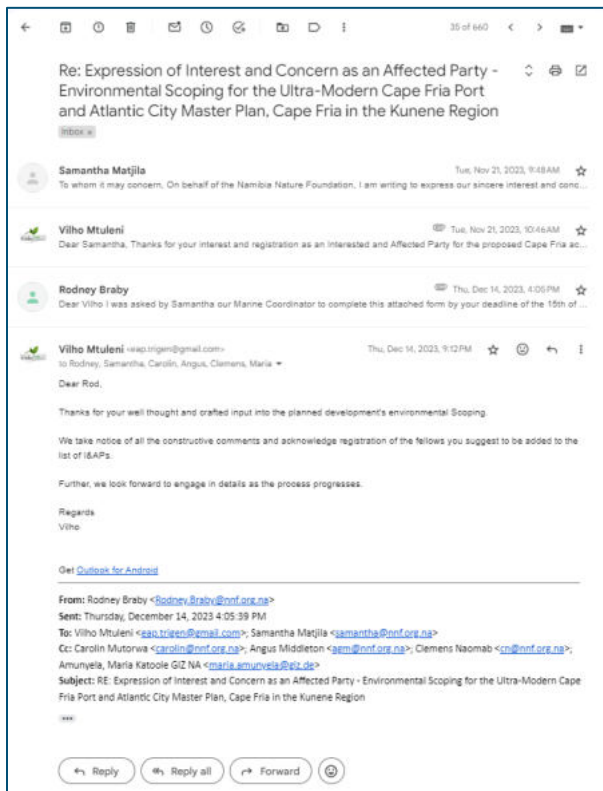 35 of 660
Re: Expression of Interest and Concern as an Affected Party -
Environmental Scoping for the Ultra-Modern Cape Fria Port
and Atlantic City Master Plan, Cape Fria in the Kunene Region
Inbox x
Samantha Matjila Tue, Nov 21, 2023, 9:48 AM
To whom it may concern, On behalf of the Namibia Nature Foundation, I am writing to express our sincere interest and conc...
Vilho Mtuleni Tue, Nov 21, 2023, 10:46 AM
Dear Samantha, Thanks for your interest and registration as an Interested and Affected Party for the proposed Cape Fria ac...
Rodney Braby Thu, Dec 14, 2023, 4:05 PM
Dear Vilho I was asked by Samantha our Marine Coordinator to complete this attached form by your deadline of the 15th of ...
Vilho Mtuleni <eap.trigen@gmail.com> Thu, Dec 14, 2023, 9:12 PM
to Rodney, Samantha, Carolin, Angus, Clemens, Maria
Dear Rod,
Thanks for your well thought and crafted input into the planned development's environmental Scoping.
We take notice of all the constructive comments and acknowledge registration of the fellows you suggest to be added to the
list of I&APs.
Further, we look forward to engage in details as the process progresses.
Regards
Vilho
Get Outlook for Android
From: Rodney Braby <Rodney.Braby@nnf.org.na>
Sent: Thursday, December 14, 2023 4:05:39 PM
To: Vilho Mtuleni <eap.trigen@gmail.com>; Samantha Matjila <samantha@nnf.org.na>
Cc: Carolin Mutorwa <carolin@nnf.org.na>; Angus Middleton <agm@nnf.org.na>; Clemens Naomab <cn@nnf.org.na>;
Amunyela, Maria Katoole GIZ NA <maria.amunyela@giz.de>
Subject: RE: Expression of Interest and Concern as an Affected Party - Environmental Scoping for the Ultra-Modern Cape
Fria Port and Atlantic City Master Plan, Cape Fria in the Kunene Region
Reply Reply all Forward